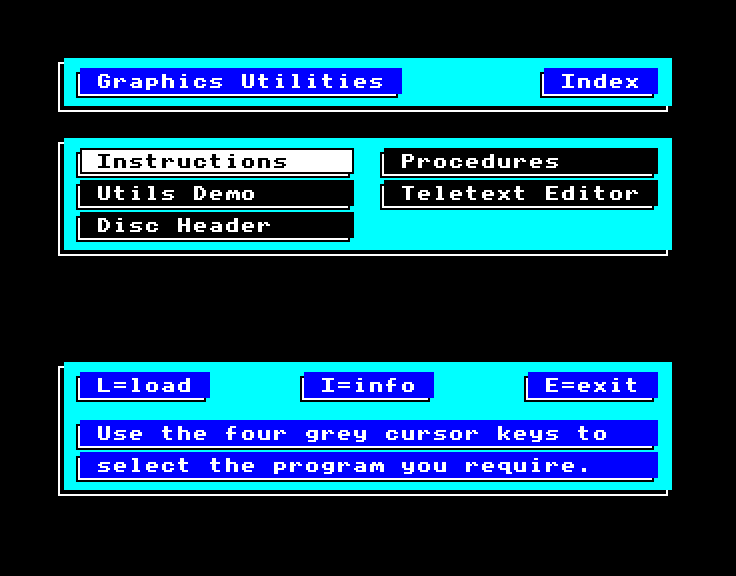 Graphics Utilities Index
Instructions Procedures
Utils Demo Teletext Editor
Disc Header
L=load I=info E=exit
Use the four grey cursor keys to
select the program you require.